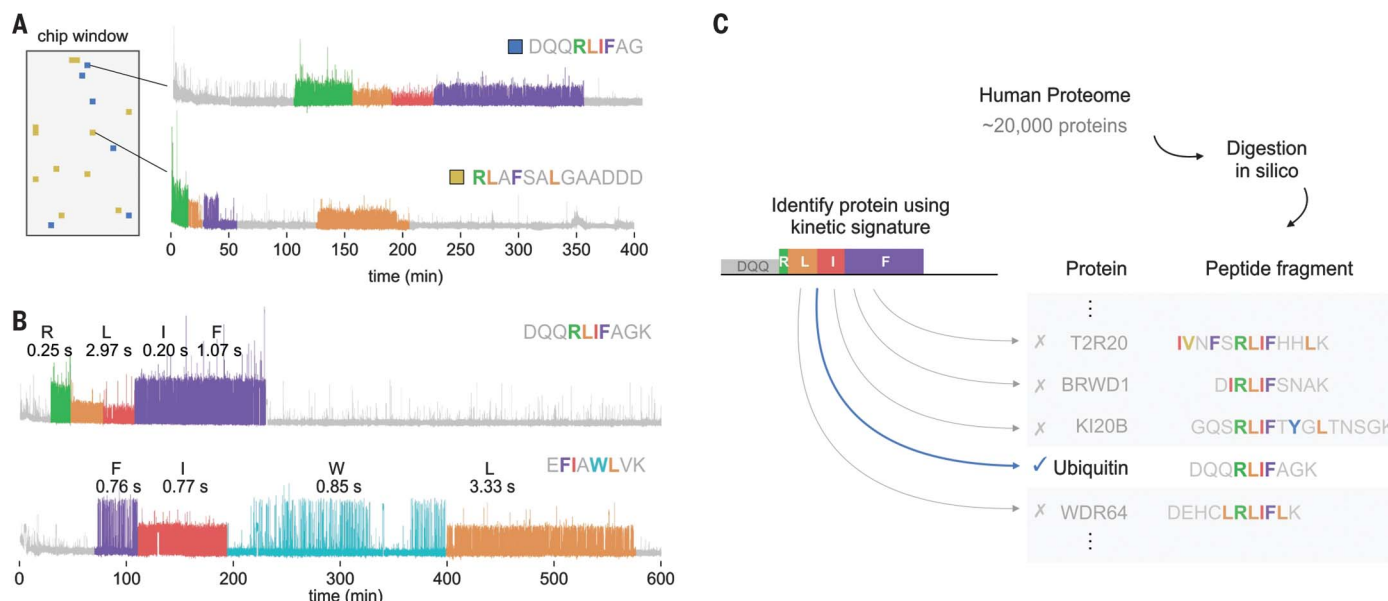 A
chip window
DQQRLIFAG
RLAFSALGAADDD
0 50 100 150 200 250 300 350 400
time (min)
B
R L I F
0.25 s 2.97 s 0.20 s 1.07 s
DQQRLIFAGK
EFIAWLVK
F I W L
0.76 s 0.77 s 0.85 s 3.33 s
0 100 200 300 400 500 600
time (min)
C
Human Proteome
~20,000 proteins
Digestion
in silico
Identify protein using
kinetic signature
DQQ R L I F
Protein Peptide fragment
⋮
✗ T2R20 IVNFSRLIFHHLK
✗ BRWD1 DIRLIFSNAK
✗ KI20B GQSRLIFTYGLTNSGK
✓ Ubiquitin DQQRLIFAGK
✗ WDR64 DEHCLRLIFLK
⋮